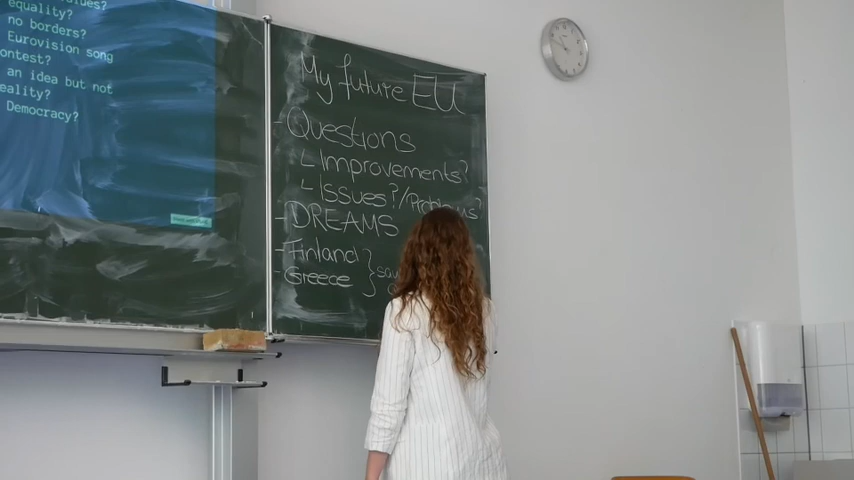 values?
equality?
no borders?
Eurovision song
contest?
an idea but not
reality?
Democracy?
My future EU
- QUESTIONS
Improvements?
ISSUES?/Problems?
- DREAMS
- Finland
- Greece